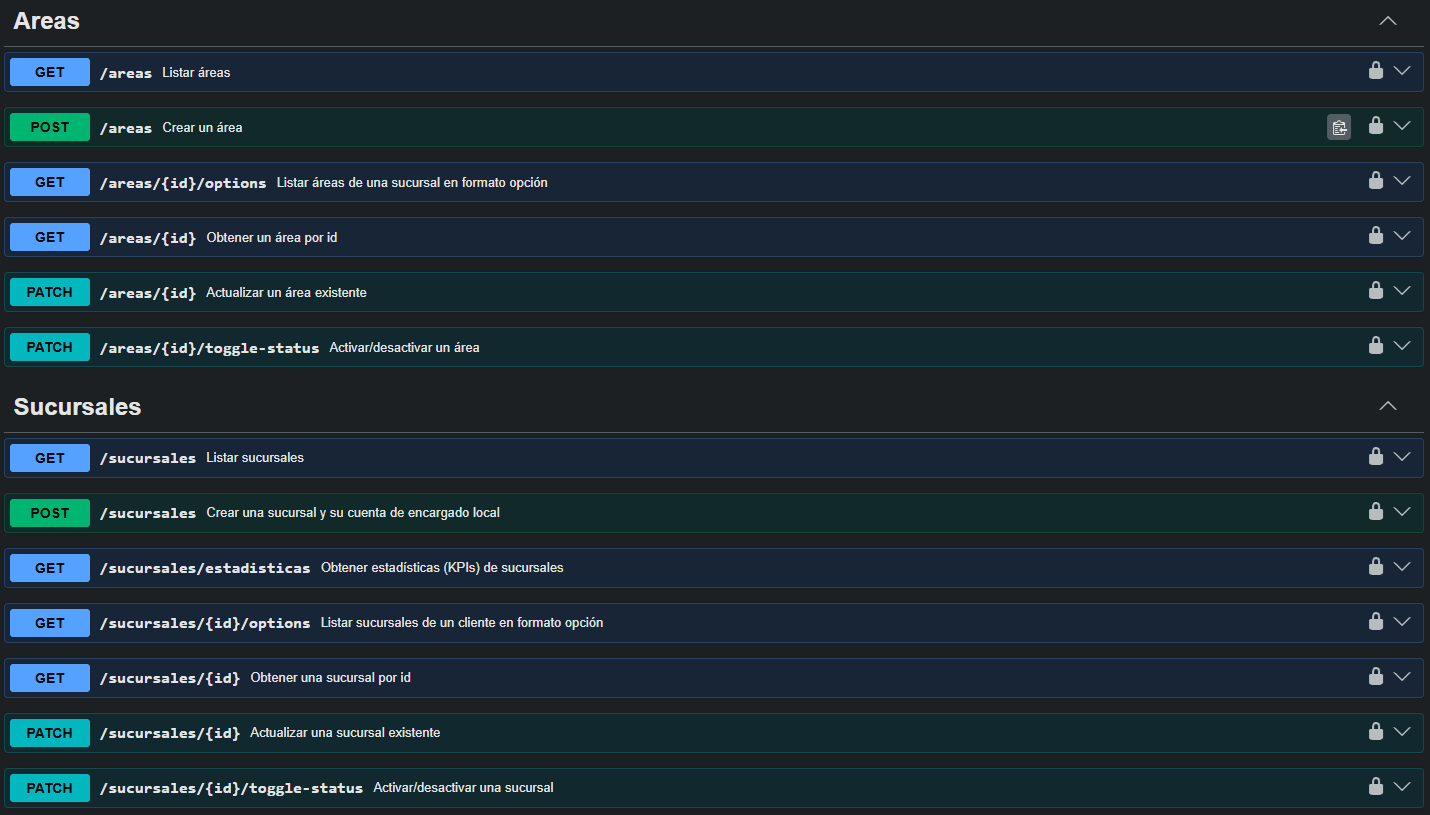 Areas
GET /areas Listar áreas
POST /areas Crear un área
GET /areas/{id}/options Listar áreas de una sucursal en formato opción
GET /areas/{id} Obtener un área por id
PATCH /areas/{id} Actualizar un área existente
PATCH /areas/{id}/toggle-status Activar/desactivar un área
Sucursales
GET /sucursales Listar sucursales
POST /sucursales Crear una sucursal y su cuenta de encargado local
GET /sucursales/estadisticas Obtener estadísticas (KPIs) de sucursales
GET /sucursales/{id}/options Listar sucursales de un cliente en formato opción
GET /sucursales/{id} Obtener una sucursal por id
PATCH /sucursales/{id} Actualizar una sucursal existente
PATCH /sucursales/{id}/toggle-status Activar/desactivar una sucursal